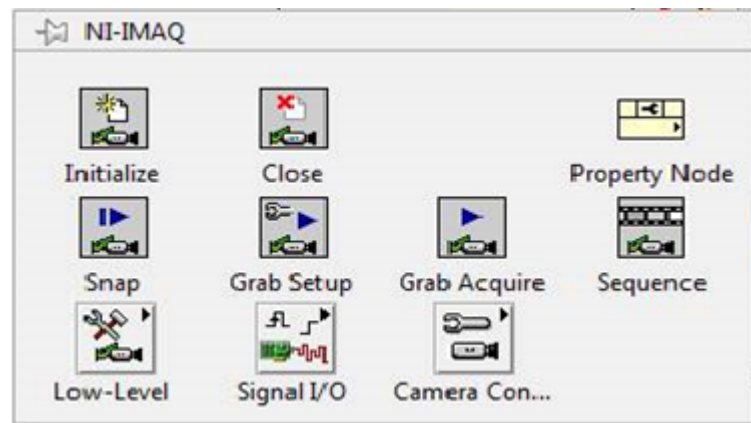 NI-IMAQ
Initialize
Close
Property Node
Snap
Grab Setup
Grab Acquire
Sequence
Low-Level
Signal I/O
Camera Con...